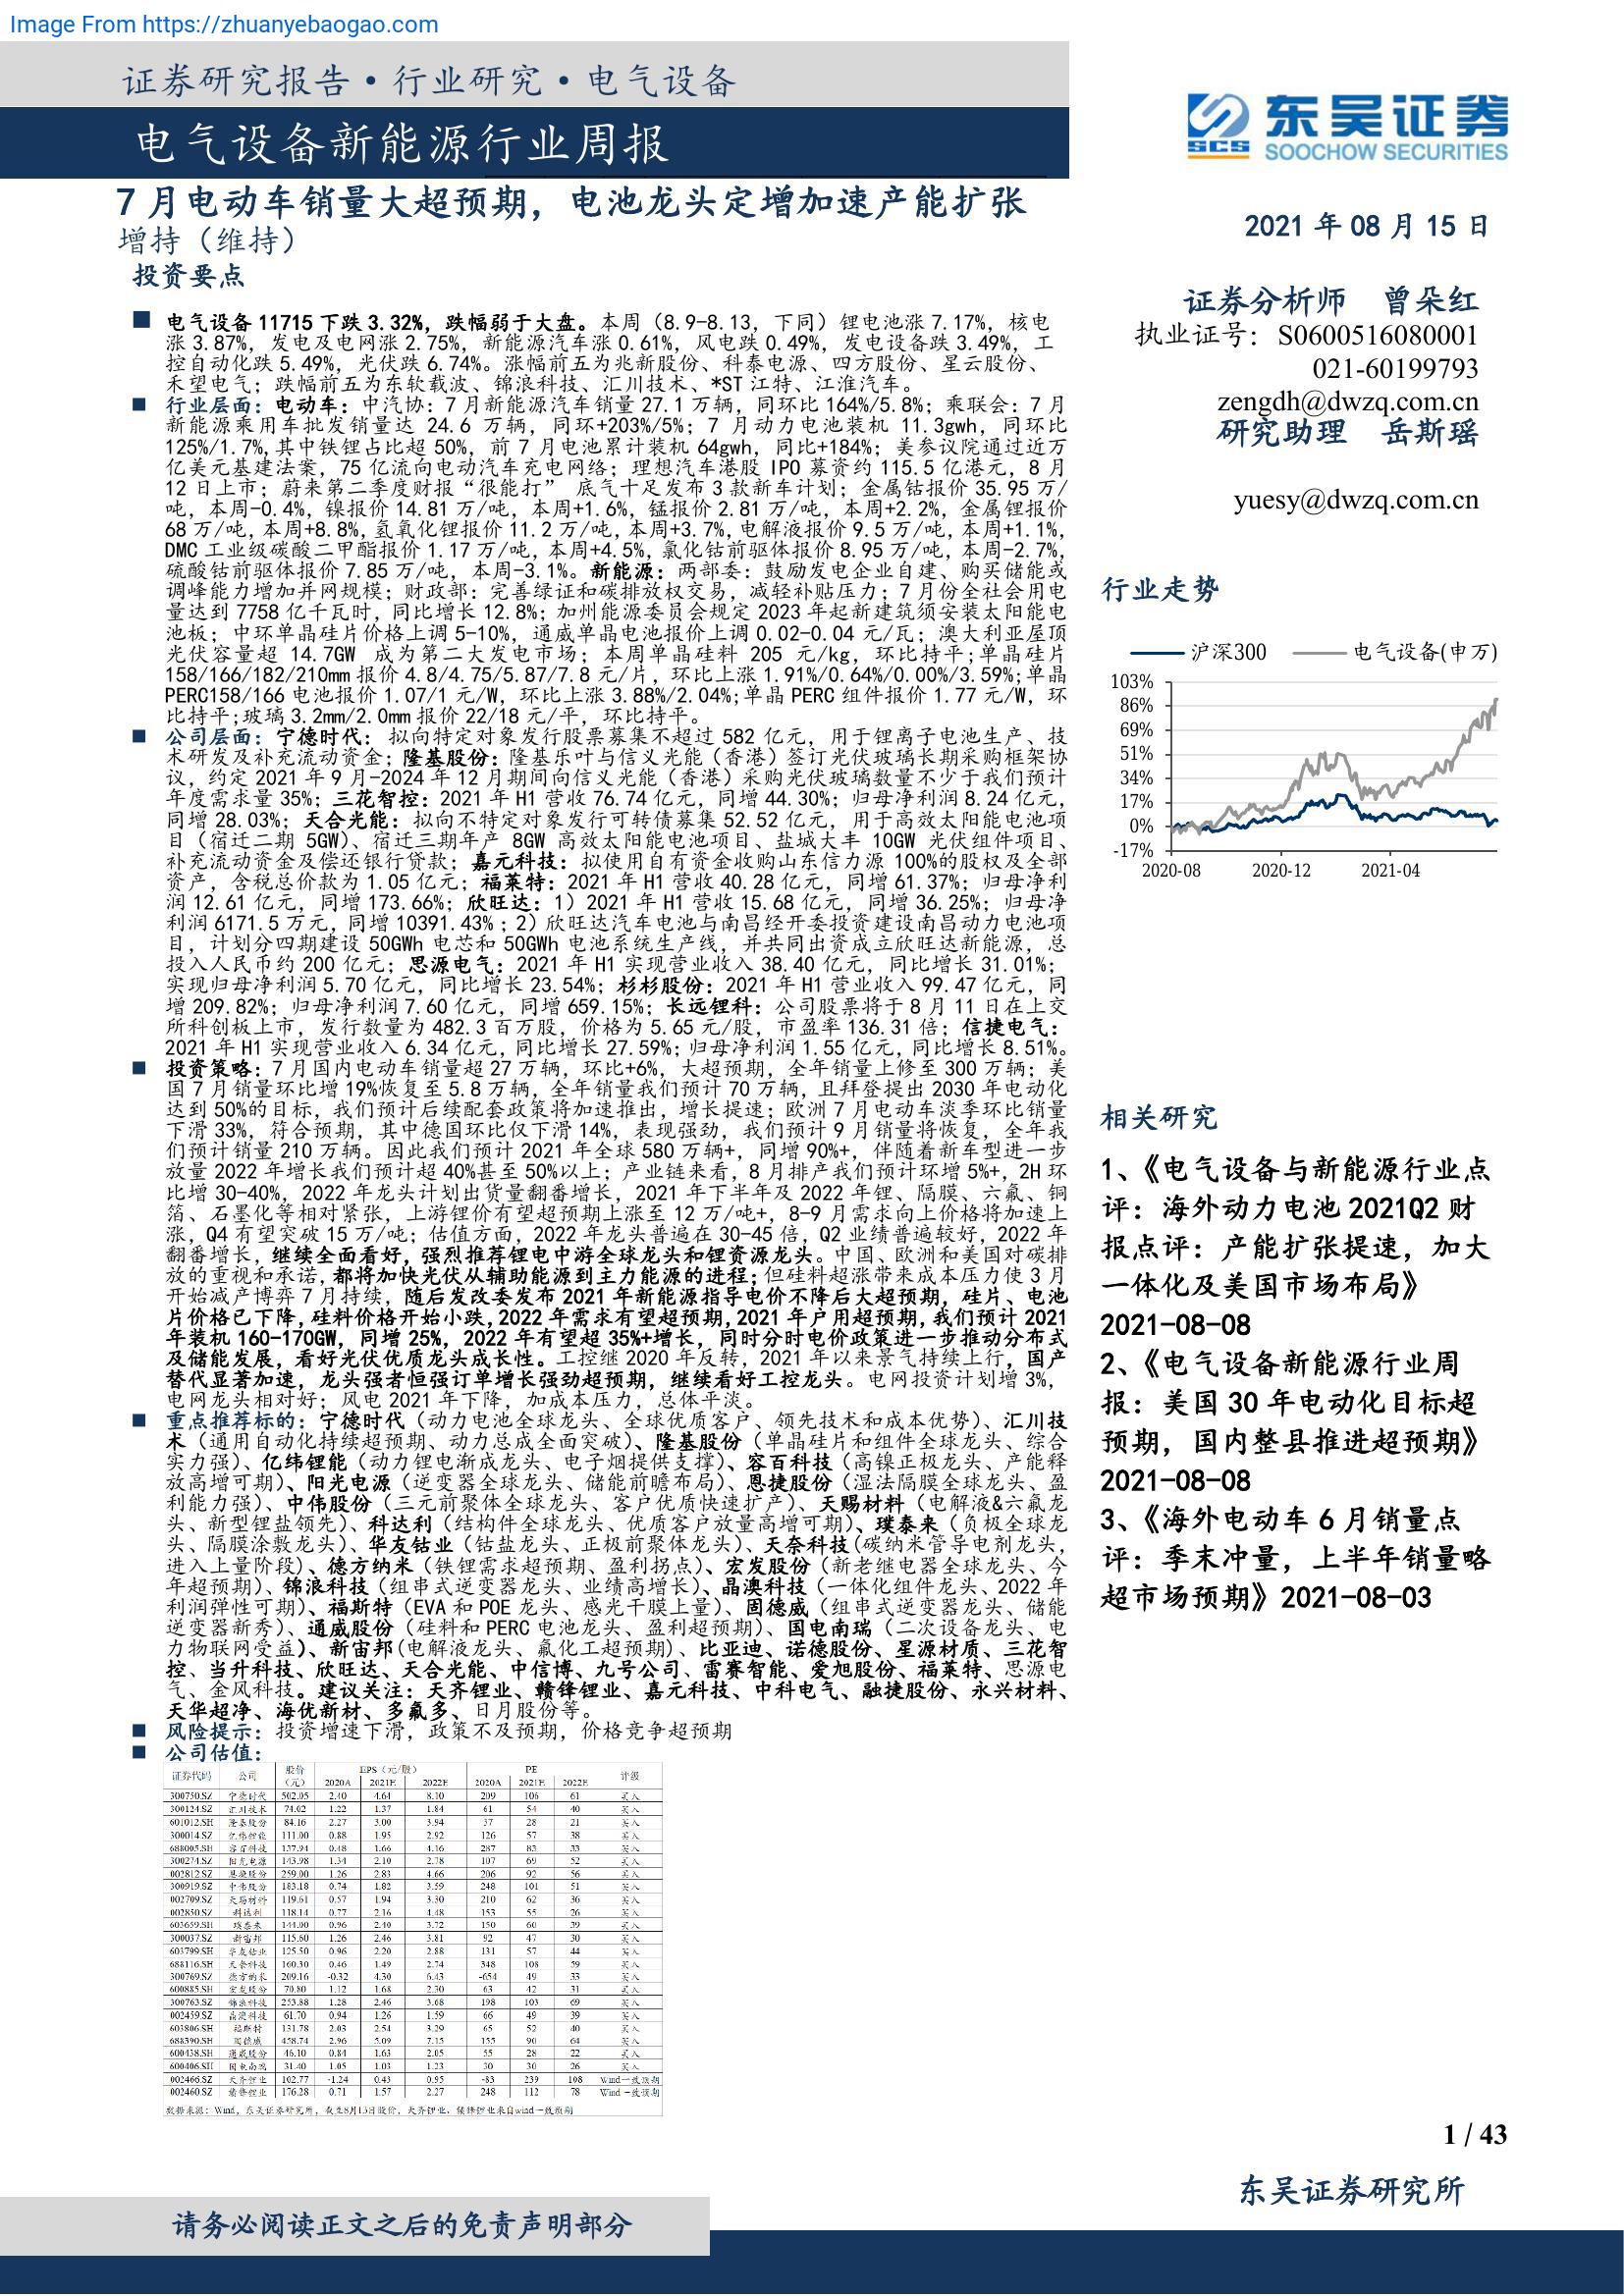 Image From https://zhuanyebaogao.com
证券研究报告·行业研究·电气设备
电气设备新能源行业周报
东吴证券
SCS SOOCHOW SECURITIES
7 月电动车销量大超预期，电池龙头定增加速产能扩张
增持（维持）
投资要点
2021 年 08 月 15 日
证券分析师 曾朵红
执业证号：S0600516080001
021-60199793
zengdh@dwzq.com.cn
研究助理 岳斯瑶
yuesy@dwzq.com.cn
■ 电气设备 11715 下跌 3.32%，跌幅弱于大盘。本周（8.9-8.13，下同）锂电池涨 7.17%，核电
涨 3.87%，发电及电网涨 2.75%，新能源汽车涨 0.61%，风电跌 0.49%，发电设备跌 3.49%，工
控自动化跌 5.49%，光伏跌 6.74%。涨幅前五为兆新股份、科泰电源、四方股份、星云股份、
禾望电气；跌幅前五为东软载波、锦浪科技、汇川技术、*ST 江特、江淮汽车。
■ 行业层面：电动车：中汽协：7 月新能源汽车销量 27.1 万辆，同环比 164%/5.8%；乘联会：7 月
新能源乘用车批发销量达 24.6 万辆，同环+203%/5%；7 月动力电池装机 11.3gwh，同环比
125%/1.7%,其中铁锂占比超 50%，前 7 月电池累计装机 64gwh，同比+184%；美参议院通过近万
亿美元基建法案，75 亿流向电动汽车充电网络；理想汽车港股 IPO 募资约 115.5 亿港元，8 月
12 日上市；蔚来第二季度财报“很能打” 底气十足发布 3 款新车计划；金属钴报价 35.95 万/
吨，本周-0.4%，镍报价 14.81 万/吨，本周+1.6%，锰报价 2.81 万/吨，本周+2.2%，金属锂报价
68 万/吨,本周+8.8%,氢氧化锂报价 11.2 万/吨,本周+3.7%,电解液报价 9.5 万/吨,本周+1.1%,
DMC 工业级碳酸二甲酯报价 1.17 万/吨,本周+4.5%，氯化钴前驱体报价 8.95 万/吨，本周-2.7%，
硫酸钴前驱体报价 7.85 万/吨，本周-3.1%。新能源：两部委：鼓励发电企业自建、购买储能或
调峰能力增加并网规模；财政部：完善绿证和碳排放权交易，减轻补贴压力；7 月份全社会用电
量达到 7758 亿千瓦时，同比增长 12.8%；加州能源委员会规定 2023 年起新建筑须安装太阳能电
池板；中环单晶硅片价格上调 5-10%，通威单晶电池报价上调 0.02-0.04 元/瓦；澳大利亚屋顶
光伏容量超 14.7GW 成为第二大发电市场；本周单晶硅料 205 元/kg，环比持平;单晶硅片
158/166/182/210mm 报价 4.8/4.75/5.87/7.8 元/片，环比上涨 1.91%/0.64%/0.00%/3.59%;单晶
PERC158/166 电池报价 1.07/1 元/W，环比上涨 3.88%/2.04%;单晶 PERC 组件报价 1.77 元/W，环
比持平;玻璃 3.2mm/2.0mm 报价 22/18 元/平，环比持平。
■ 公司层面：宁德时代：拟向特定对象发行股票募集不超过 582 亿元，用于锂离子电池生产、技
术研发及补充流动资金；隆基股份：隆基乐叶与信义光能（香港）签订光伏玻璃长期采购框架协
议，约定 2021 年 9 月-2024 年 12 月期间向信义光能（香港）采购光伏玻璃数量不少于我们预计
年度需求量 35%；三花智控：2021 年 H1 营收 76.74 亿元，同增 44.30%；归母净利润 8.24 亿元，
同增 28.03%；天合光能：拟向不特定对象发行可转债募集 52.52 亿元，用于高效太阳能电池项
目（宿迁二期 5GW）、宿迁三期年产 8GW 高效太阳能电池项目、盐城大丰 10GW 光伏组件项目、
补充流动资金及偿还银行贷款；嘉元科技：拟使用自有资金收购山东信力源 100%的股权及全部
资产，含税总价款为 1.05 亿元；福莱特：2021 年 H1 营收 40.28 亿元，同增 61.37%；归母净利
润 12.61 亿元，同增 173.66%；欣旺达：1）2021 年 H1 营收 15.68 亿元，同增 36.25%；归母净
利润 6171.5 万元，同增 10391.43%；2）欣旺达汽车电池与南昌经开委投资建设南昌动力电池项
目，计划分四期建设 50GWh 电芯和 50GWh 电池系统生产线，并共同出资成立欣旺达新能源，总
投入人民币约 200 亿元；思源电气：2021 年 H1 实现营业收入 38.40 亿元，同比增长 31.01%；
实现归母净利润 5.70 亿元，同比增长 23.54%；杉杉股份：2021 年 H1 营业收入 99.47 亿元，同
增 209.82%；归母净利润 7.60 亿元，同增 659.15%；长远锂科：公司股票将于 8 月 11 日在上交
所科创板上市，发行数量为 482.3 百万股，价格为 5.65 元/股，市盈率 136.31 倍；信捷电气：
2021 年 H1 实现营业收入 6.34 亿元,同比增长 27.59%;归母净利润 1.55 亿元,同比增长 8.51%。
■ 投资策略：7 月国内电动车销量超 27 万辆，环比+6%，大超预期，全年销量上修至 300 万辆；美
国 7 月销量环比增 19%恢复至 5.8 万辆，全年销量我们预计 70 万辆，且拜登提出 2030 年电动化
达到 50%的目标，我们预计后续配套政策将加速推出，增长提速；欧洲 7 月电动车淡季环比销量
下滑 33%，符合预期，其中德国环比仅下滑 14%，表现强劲，我们预计 9 月销量将恢复，全年我
们预计销量 210 万辆。因此我们预计 2021 年全球 580 万辆+，同增 90%+，伴随着新车型进一步
放量 2022 年增长我们预计超 40%甚至 50%以上；产业链来看，8 月排产我们预计环增 5%+，2H 环
比增 30-40%，2022 年龙头计划出货量翻番增长，2021 年下半年及 2022 年锂、隔膜、六氟、铜
箔、石墨化等相对紧张，上游锂价有望超预期上涨至 12 万/吨+，8-9 月需求向上价格将加速上
涨，Q4 有望突破 15 万/吨；估值方面，2022 年龙头普遍在 30-45 倍，Q2 业绩普遍较好，2022 年
翻番增长，继续全面看好，强烈推荐锂电中游全球龙头和锂资源龙头。中国、欧洲和美国对碳排
放的重视和承诺,都将加快光伏从辅助能源到主力能源的进程;但硅料超涨带来成本压力使 3 月
开始减产博弈 7 月持续，随后发改委发布 2021 年新能源指导电价不降后大超预期，硅片、电池
片价格已下降,硅料价格开始小跌,2022 年需求有望超预期,2021 年户用超预期,我们预计 2021
年装机 160-170GW，同增 25%，2022 年有望超 35%+增长，同时分时电价政策进一步推动分布式
及储能发展，看好光伏优质龙头成长性。工控继 2020 年反转，2021 年以来景气持续上行，国产
替代显著加速，龙头强者恒强订单增长强劲超预期，继续看好工控龙头。电网投资计划增 3%，
电网龙头相对好；风电 2021 年下降，加成本压力，总体平淡。
■ 重点推荐标的：宁德时代（动力电池全球龙头、全球优质客户、领先技术和成本优势）、汇川技
术（通用自动化持续超预期、动力总成全面突破）、隆基股份（单晶硅片和组件全球龙头、综合
实力强）、亿纬锂能（动力锂电渐成龙头、电子烟提供支撑）、容百科技（高镍正极龙头、产能释
放高增可期）、阳光电源（逆变器全球龙头、储能前瞻布局）、恩捷股份（湿法隔膜全球龙头、盈
利能力强）、中伟股份（三元前聚体全球龙头、客户优质快速扩产）、天赐材料（电解液&六氟龙
头、新型锂盐领先）、科达利（结构件全球龙头、优质客户放量高增可期）、璞泰来（负极全球龙
头、隔膜涂敷龙头）、华友钴业（钴盐龙头、正极前聚体龙头）、天奈科技(碳纳米管导电剂龙头，
进入上量阶段）、德方纳米（铁锂需求超预期、盈利拐点）、宏发股份（新老继电器全球龙头、今
年超预期）、锦浪科技（组串式逆变器龙头、业绩高增长）、晶澳科技（一体化组件龙头、2022 年
利润弹性可期）、福斯特（EVA 和 POE 龙头、感光干膜上量）、固德威（组串式逆变器龙头、储能
逆变器新秀）、通威股份（硅料和 PERC 电池龙头、盈利超预期）、国电南瑞（二次设备龙头、电
力物联网受益）、新宙邦(电解液龙头、氟化工超预期）、比亚迪、诺德股份、星源材质、三花智
控、当升科技、欣旺达、天合光能、中信博、九号公司、雷赛智能、爱旭股份、福莱特、思源电
气、金风科技。建议关注：天齐锂业、赣锋锂业、嘉元科技、中科电气、融捷股份、永兴材料、
天华超净、海优新材、多氟多、日月股份等。
■ 风险提示：投资增速下滑，政策不及预期，价格竞争超预期
■ 公司估值：
证券代码 公司 股价（元） EPS（元/股） PE 评级
2020A 2021E 2022E 2020A 2021E 2022E
300750.SZ 宁德时代 502.05 2.40 4.64 8.10 209 106 61 买入
300124.SZ 汇川技术 74.02 1.22 1.37 1.84 61 54 40 买入
601012.SH 隆基股份 84.16 2.27 3.00 3.94 37 28 21 买入
300014.SZ 亿纬锂能 111.00 0.88 1.95 2.92 126 57 38 买入
688005.SH 容百科技 137.94 0.48 1.66 4.16 287 83 33 买入
300274.SZ 阳光电源 143.98 1.34 2.10 2.78 107 69 52 买入
002812.SZ 恩捷股份 259.00 1.26 2.83 4.66 206 92 56 买入
300919.SZ 中伟股份 183.18 0.74 1.82 3.59 248 101 51 买入
002709.SZ 天赐材料 119.61 0.57 1.94 3.30 210 62 36 买入
002850.SZ 科达利 118.14 0.77 2.16 4.48 153 55 26 买入
603659.SH 璞泰来 144.00 0.96 2.40 3.72 150 60 39 买入
300037.SZ 新宙邦 115.60 1.26 2.46 3.81 92 47 30 买入
603799.SH 华友钴业 125.50 0.96 2.20 2.88 131 57 44 买入
688116.SH 天奈科技 160.30 0.46 1.49 2.74 348 108 59 买入
300769.SZ 德方纳米 209.16 -0.32 4.30 6.43 -654 49 33 买入
600885.SH 宏发股份 70.80 1.12 1.68 2.30 63 42 31 买入
300763.SZ 锦浪科技 253.88 1.28 2.46 3.68 198 103 69 买入
002459.SZ 晶澳科技 61.70 0.94 1.26 1.59 66 49 39 买入
603806.SH 福斯特 131.78 2.03 2.54 3.29 65 52 40 买入
688390.SH 固德威 458.74 2.96 5.09 7.15 155 90 64 买入
600438.SH 通威股份 46.10 0.84 1.63 2.05 55 28 22 买入
600406.SH 国电南瑞 31.40 1.05 1.03 1.23 30 30 26 买入
002466.SZ 天齐锂业 102.77 -1.24 0.43 0.95 -83 239 108 Wind一致预期
002460.SZ 赣锋锂业 176.28 0.71 1.57 2.27 248 112 78 Wind一致预期
数据来源：Wind，东吴证券研究所，截至8月13日股价，天齐锂业、赣锋锂业来自wind一致预期
行业走势
沪深300 电气设备(申万)
103%
86%
69%
51%
34%
17%
0%
-17%
2020-08 2020-12 2021-04
相关研究
1、《电气设备与新能源行业点
评：海外动力电池 2021Q2 财
报点评：产能扩张提速，加大
一体化及美国市场布局》
2021-08-08
2、《电气设备新能源行业周
报：美国 30 年电动化目标超
预期，国内整县推进超预期》
2021-08-08
3、《海外电动车 6 月销量点
评：季末冲量，上半年销量略
超市场预期》2021-08-03
1 / 43
东吴证券研究所
请务必阅读正文之后的免责声明部分